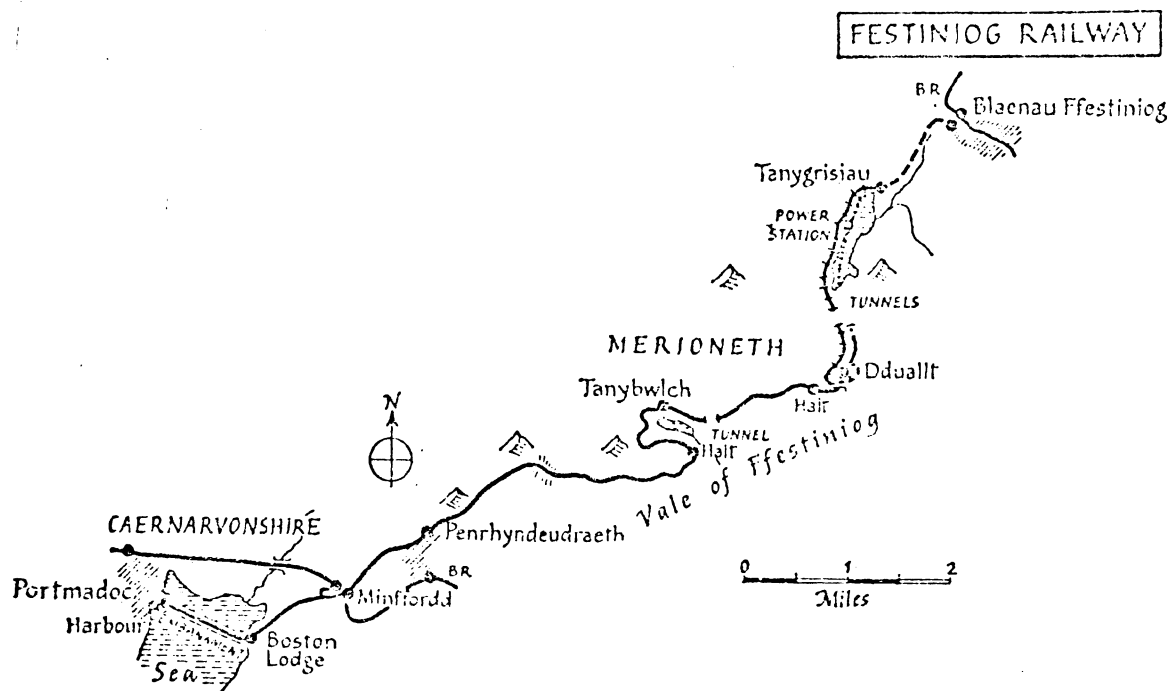 FESTINIOG RAILWAY
BR
Blaenau Ffestiniog
Tanygrisiau
POWER
STATION
TUNNELS
MERIONETH
Dduallt
Tanybwlch
Halt
N
TUNNEL
Halt
Vale of Ffestiniog
CAERNARVONSHIRE
Penrhyndeudraeth
BR
0 1 2
Miles
Portmadoc
Minffordd
Harbour
Boston
Lodge
Sea